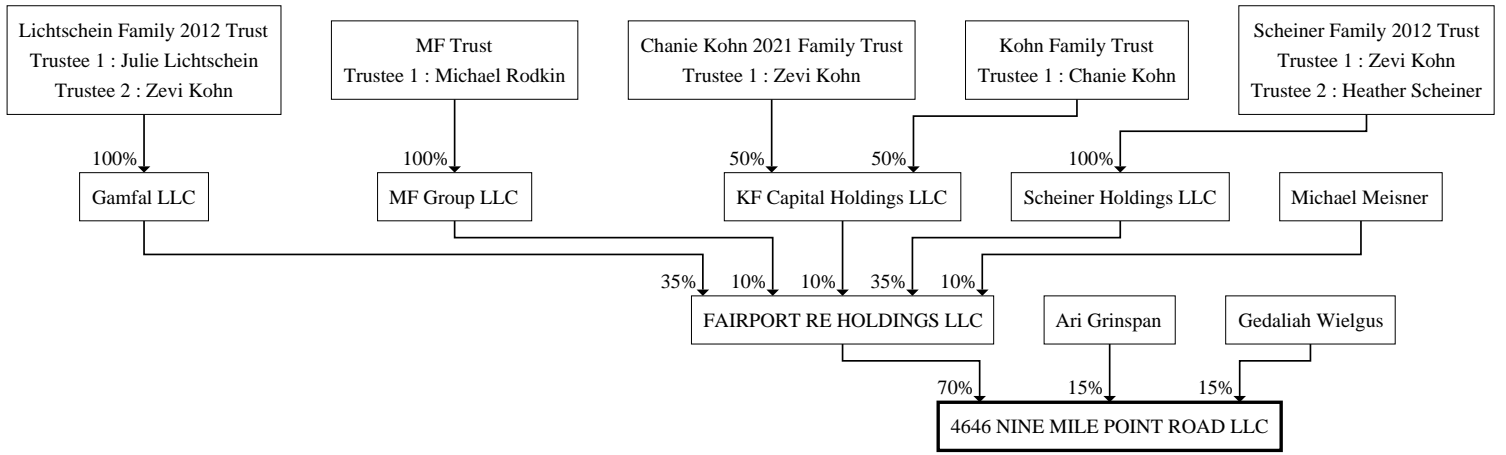 Lichtschein Family 2012 Trust
Trustee 1 : Julie Lichtschein
Trustee 2 : Zevi Kohn
MF Trust
Trustee 1 : Michael Rodkin
Chanie Kohn 2021 Family Trust
Trustee 1 : Zevi Kohn
Kohn Family Trust
Trustee 1 : Chanie Kohn
Scheiner Family 2012 Trust
Trustee 1 : Zevi Kohn
Trustee 2 : Heather Scheiner
100%
100%
50%
50%
100%
Gamfal LLC
MF Group LLC
KF Capital Holdings LLC
Scheiner Holdings LLC
Michael Meisner
35%
10%
10%
35%
10%
FAIRPORT RE HOLDINGS LLC
Ari Grinspan
Gedaliah Wielgus
70%
15%
15%
4646 NINE MILE POINT ROAD LLC